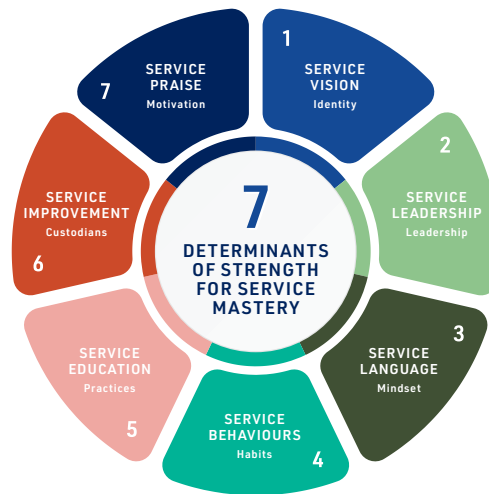 7
DETERMINANTS
OF STRENGTH
FOR SERVICE
MASTERY
1
SERVICE
VISION
Identity
2
SERVICE
LEADERSHIP
Leadership
3
SERVICE
LANGUAGE
Mindset
SERVICE
BEHAVIOURS
Habits
4
SERVICE
EDUCATION
Practices
5
SERVICE
IMPROVEMENT
Custodians
6
SERVICE
PRAISE
7
Motivation